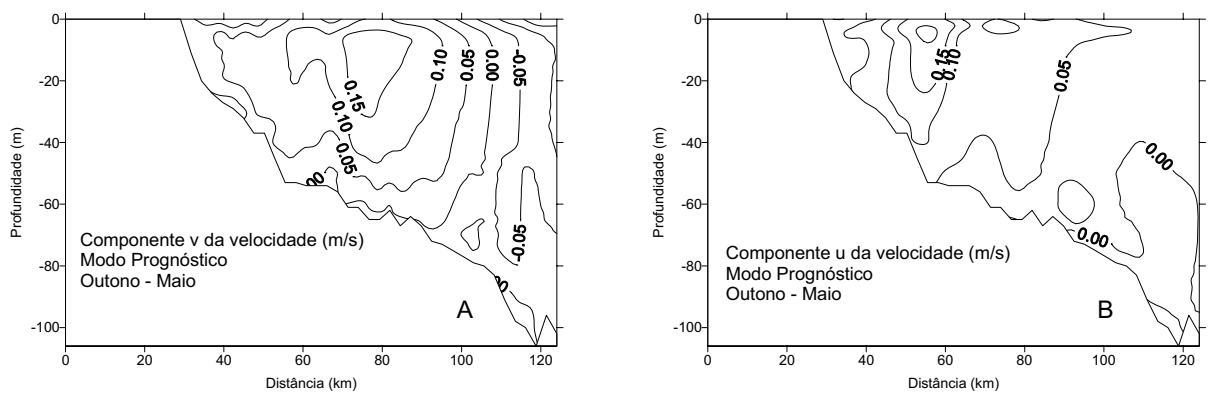 0
-20
-40
-60
-80
-100
Profundidade (m)
0.15
0.10
0.05
0.10
0.05
0.00
-0.05
-0.05
00
00
Componente v da velocidade (m/s)
Modo Prognóstico
Outono - Maio
A
0 20 40 60 80 100 120
Distância (km)
0
-20
-40
-60
-80
-100
Profundidade (m)
0.15
0.10
0.05
0.00
0.00
Componente u da velocidade (m/s)
Modo Prognóstico
Outono - Maio
B
0 20 40 60 80 100 120
Distância (km)